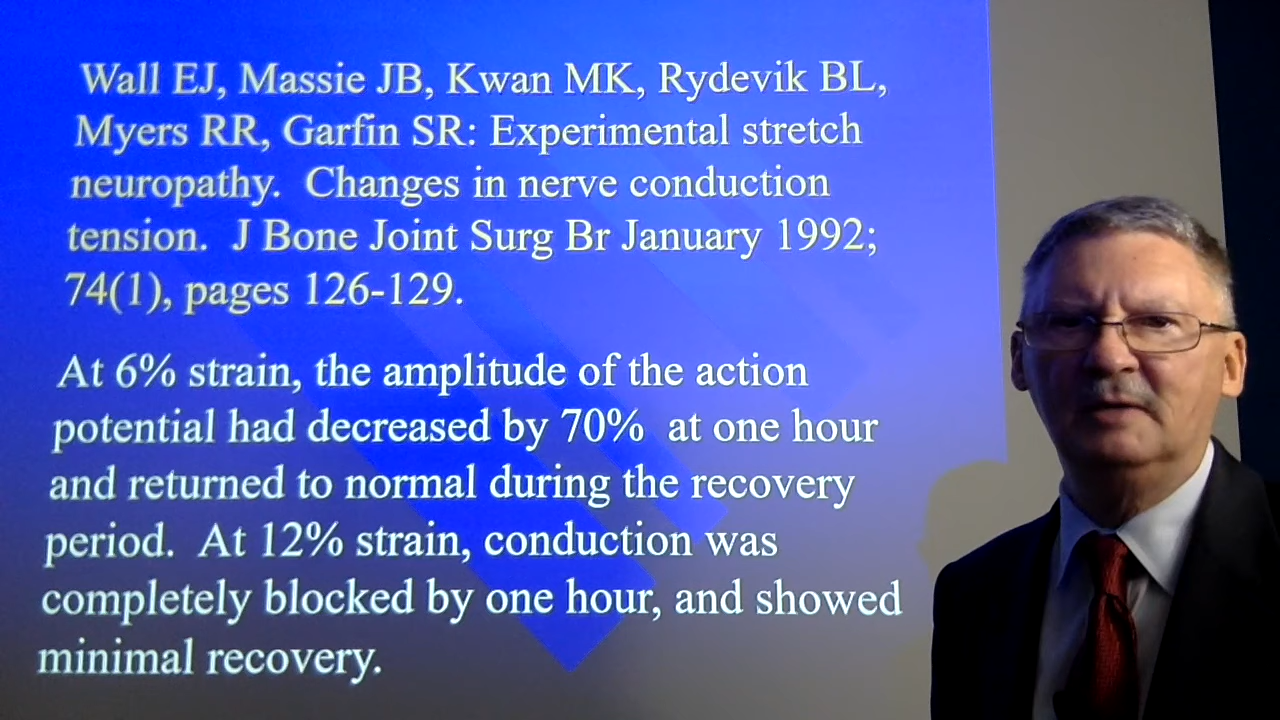 Wall EJ, Massie JB, Kwan MK, Rydevik BL,
Myers RR, Garfin SR: Experimental stretch
neuropathy. Changes in nerve conduction
tension. J Bone Joint Surg Br January 1992;
74(1), pages 126-129.
At 6% strain, the amplitude of the action
potential had decreased by 70% at one hour
and returned to normal during the recovery
period. At 12% strain, conduction was
completely blocked by one hour, and showed
minimal recovery.